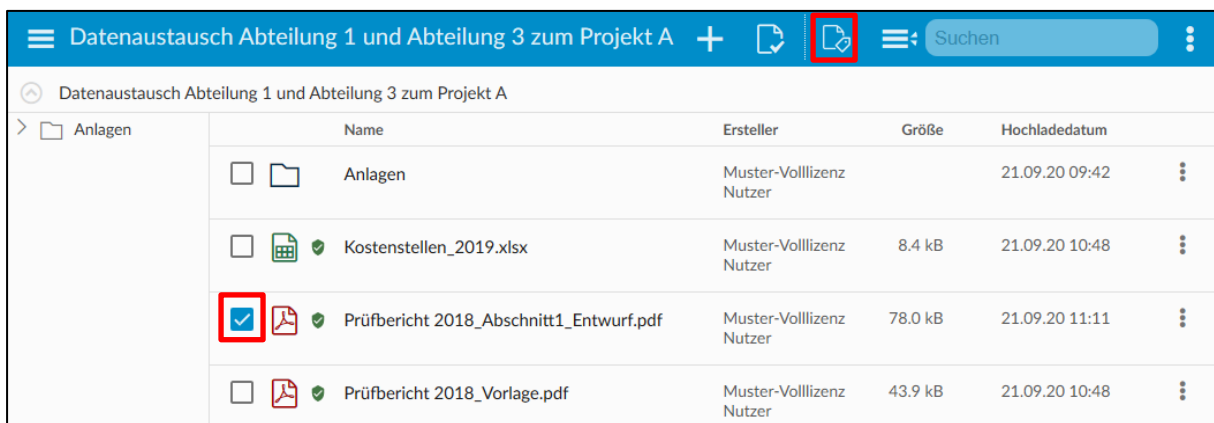 Datenaustausch Abteilung 1 und Abteilung 3 zum Projekt A Suchen
Datenaustausch Abteilung 1 und Abteilung 3 zum Projekt A
Anlagen
Name Ersteller Größe Hochladedatum
Anlagen Muster-Volllizenz 21.09.20 09:42
Nutzer
Kostenstellen_2019.xlsx Muster-Volllizenz 8.4 kB 21.09.20 10:48
Nutzer
Prüfbericht 2018_Abschnitt1_Entwurf.pdf Muster-Volllizenz 78.0 kB 21.09.20 11:11
Nutzer
Prüfbericht 2018_Vorlage.pdf Muster-Volllizenz 43.9 kB 21.09.20 10:48
Nutzer